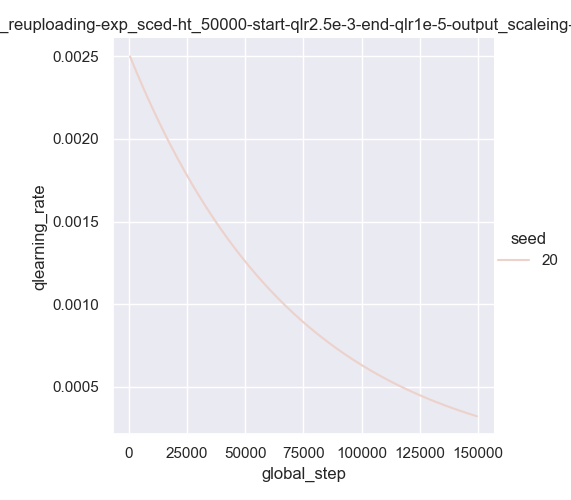 _reuploading-exp_sced-ht_50000-start-qlr2.5e-3-end-qlr1e-5-output_scaleing-
0.0025
0.0020
0.0015
0.0010
0.0005
qlearning_rate
0 25000 50000 75000 100000 125000 150000
global_step
seed
20